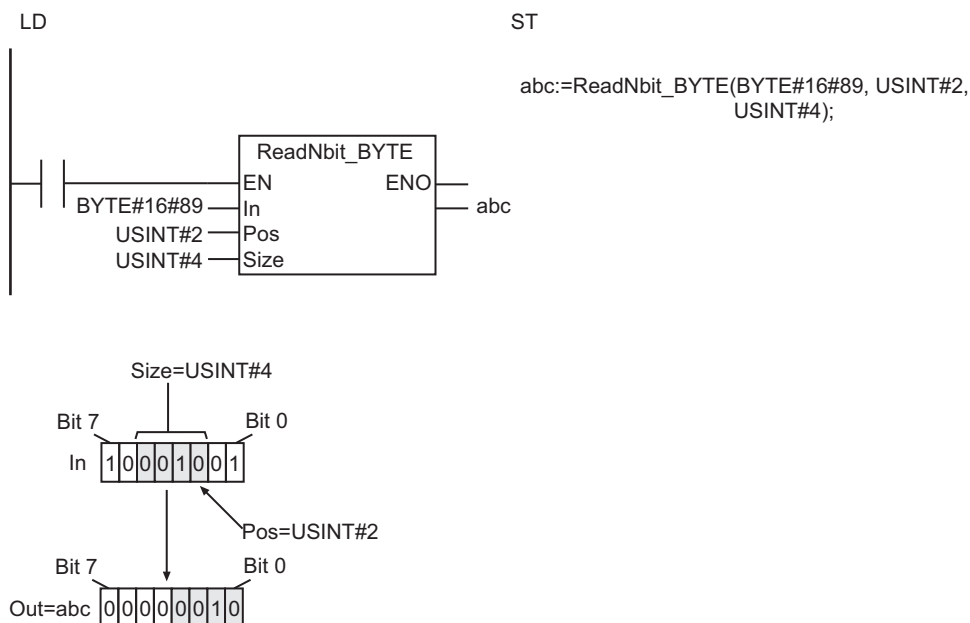 LD
ST
abc:=ReadNbit_BYTE(BYTE#16#89, USINT#2,
USINT#4);
ReadNbit_BYTE
EN ENO
BYTE#16#89 In abc
USINT#2 Pos
USINT#4 Size
Size=USINT#4
Bit 7 Bit 0
In 1 0 0 0 1 0 0 1
Pos=USINT#2
Bit 7 Bit 0
Out=abc 0 0 0 0 0 0 1 0